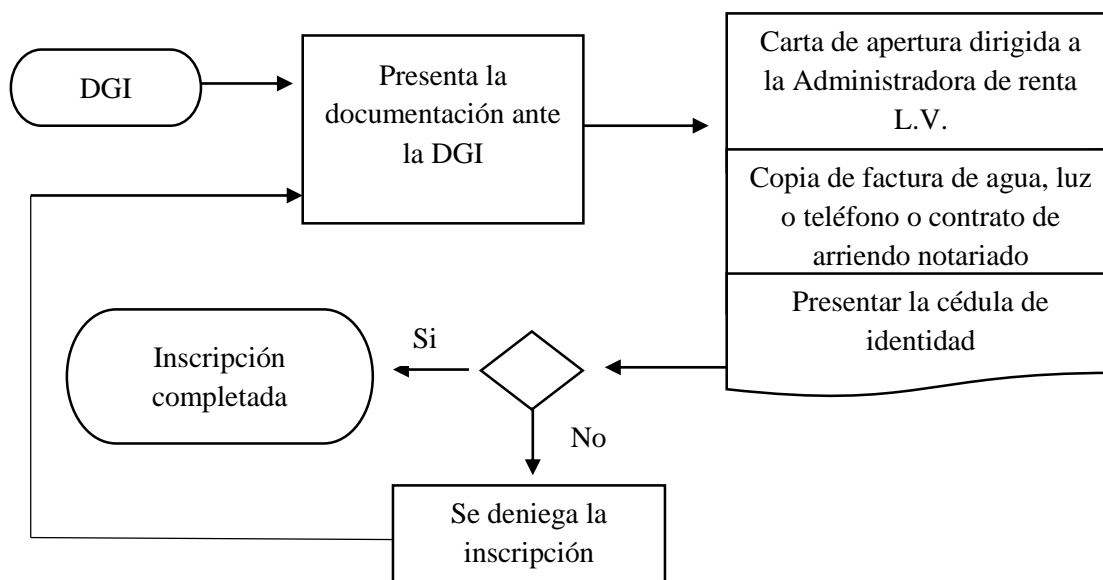 DGI
Presenta la
documentación ante
la DGI
Carta de apertura dirigida a
la Administradora de renta
L.V.
Copia de factura de agua, luz
o teléfono o contrato de
arriendo notariado
Presentar la cédula de
identidad
Si
Inscripción
completada
No
Se deniega la
inscripción